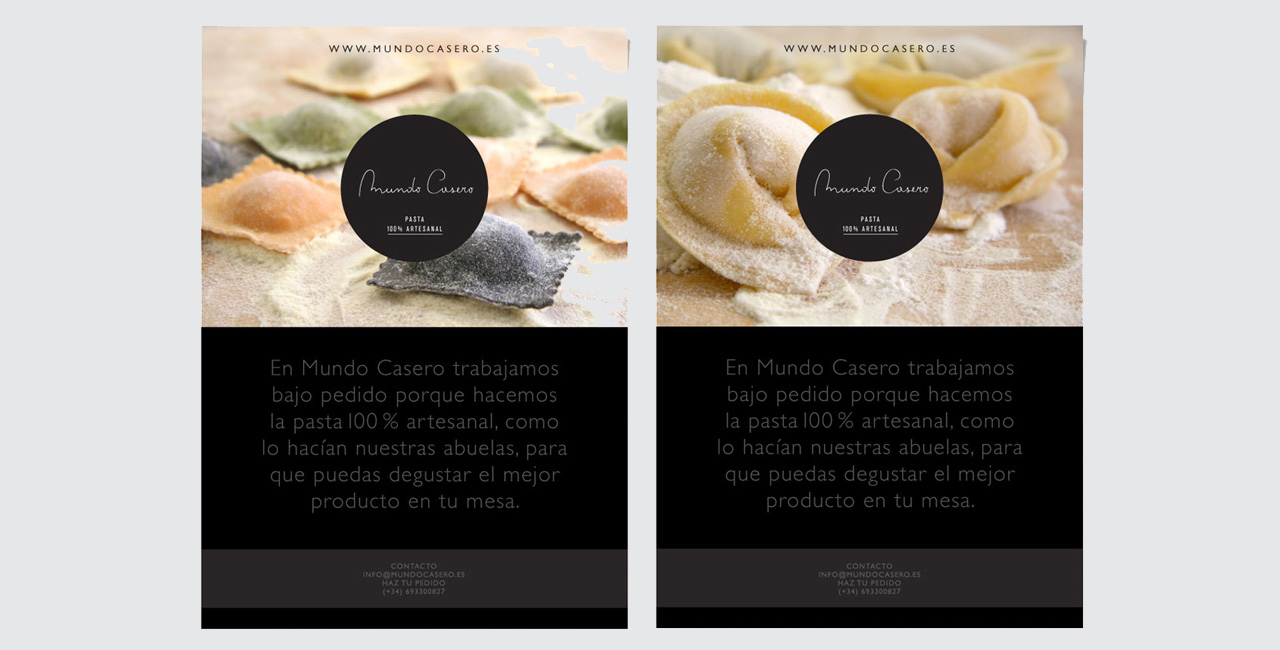 WWW.MUNDOCASERO.ES
Mundo Casero
PASTA
100% ARTESANAL
En Mundo Casero trabajamos
bajo pedido porque hacemos
la pasta 100 % artesanal, como
lo hacían nuestras abuelas, para
que puedas degustar el mejor
producto en tu mesa.
CONTACTO
INFO@MUNDOCASERO.ES
HAZ TU PEDIDO
(+34) 693300827
WWW.MUNDOCASERO.ES
Mundo Casero
PASTA
100% ARTESANAL
En Mundo Casero trabajamos
bajo pedido porque hacemos
la pasta 100 % artesanal, como
lo hacían nuestras abuelas, para
que puedas degustar el mejor
producto en tu mesa.
CONTACTO
INFO@MUNDOCASERO.ES
HAZ TU PEDIDO
(+34) 693300827